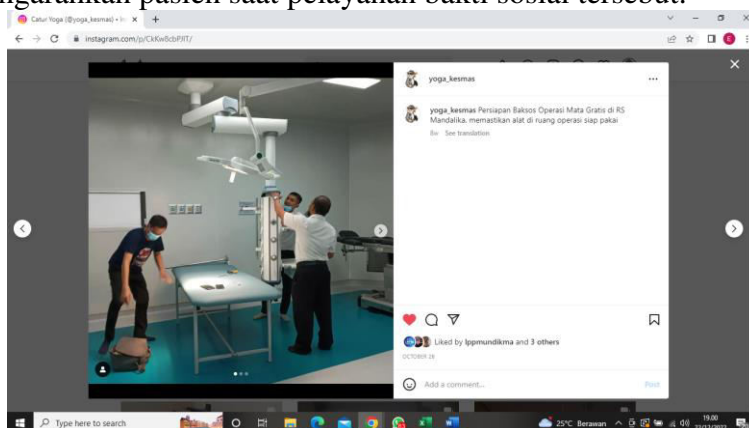 ngarahkan pasien saat pelayanan bakti sosial tersebut.
Catur Yoga (@yoga_kesmas) • In
instagram.com/p/CkKw8cbPJlT/
yoga_kesmas
yoga_kesmas Persiapan Baksos Operasi Mata Gratis di RS
Mandalika. memastikan alat di ruang operasi siap pakai
8w See translation
Liked by lppmundikma and 3 others
OCTOBER 26
Add a comment...
Post
Type here to search
25°C Berawan
19.00